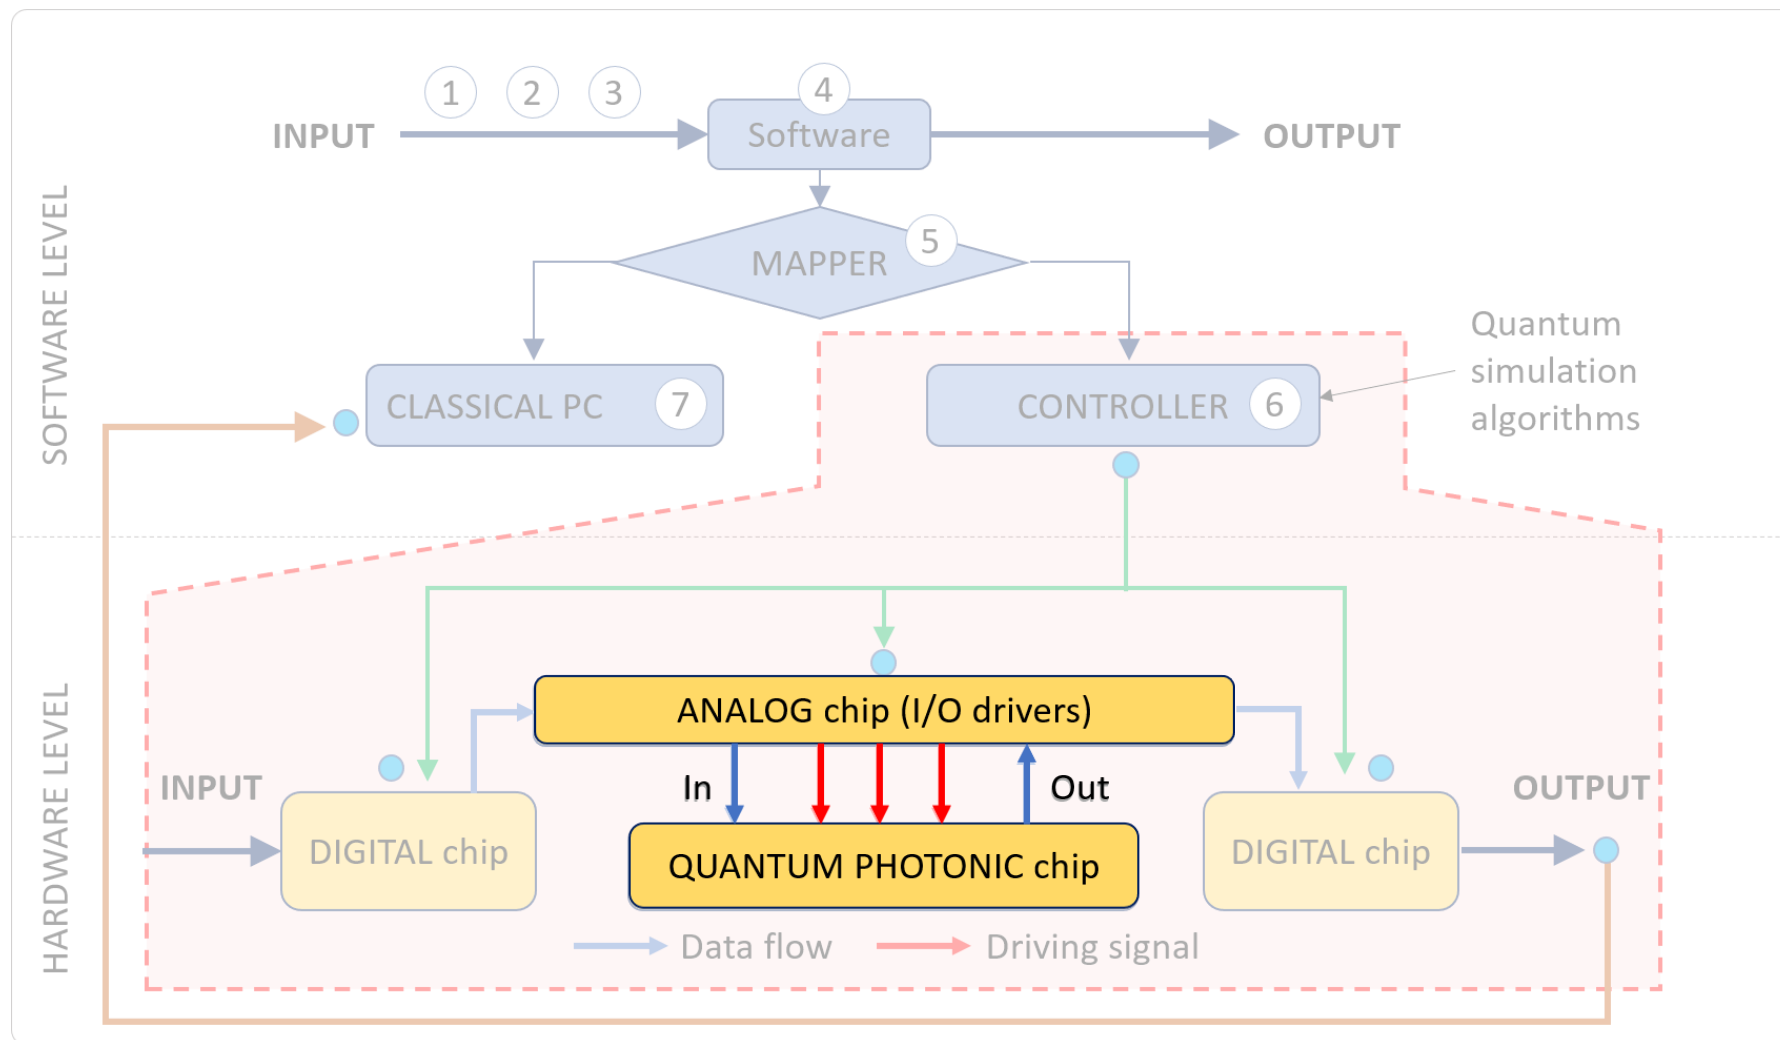 1 2 3 4
INPUT Software OUTPUT
SOFTWARE LEVEL
MAPPER 5
CLASSICAL PC 7
CONTROLLER 6
Quantum
simulation
algorithms
HARDWARE LEVEL
ANALOG chip (I/O drivers)
INPUT In Out OUTPUT
DIGITAL chip
QUANTUM PHOTONIC chip
DIGITAL chip
Data flow Driving signal